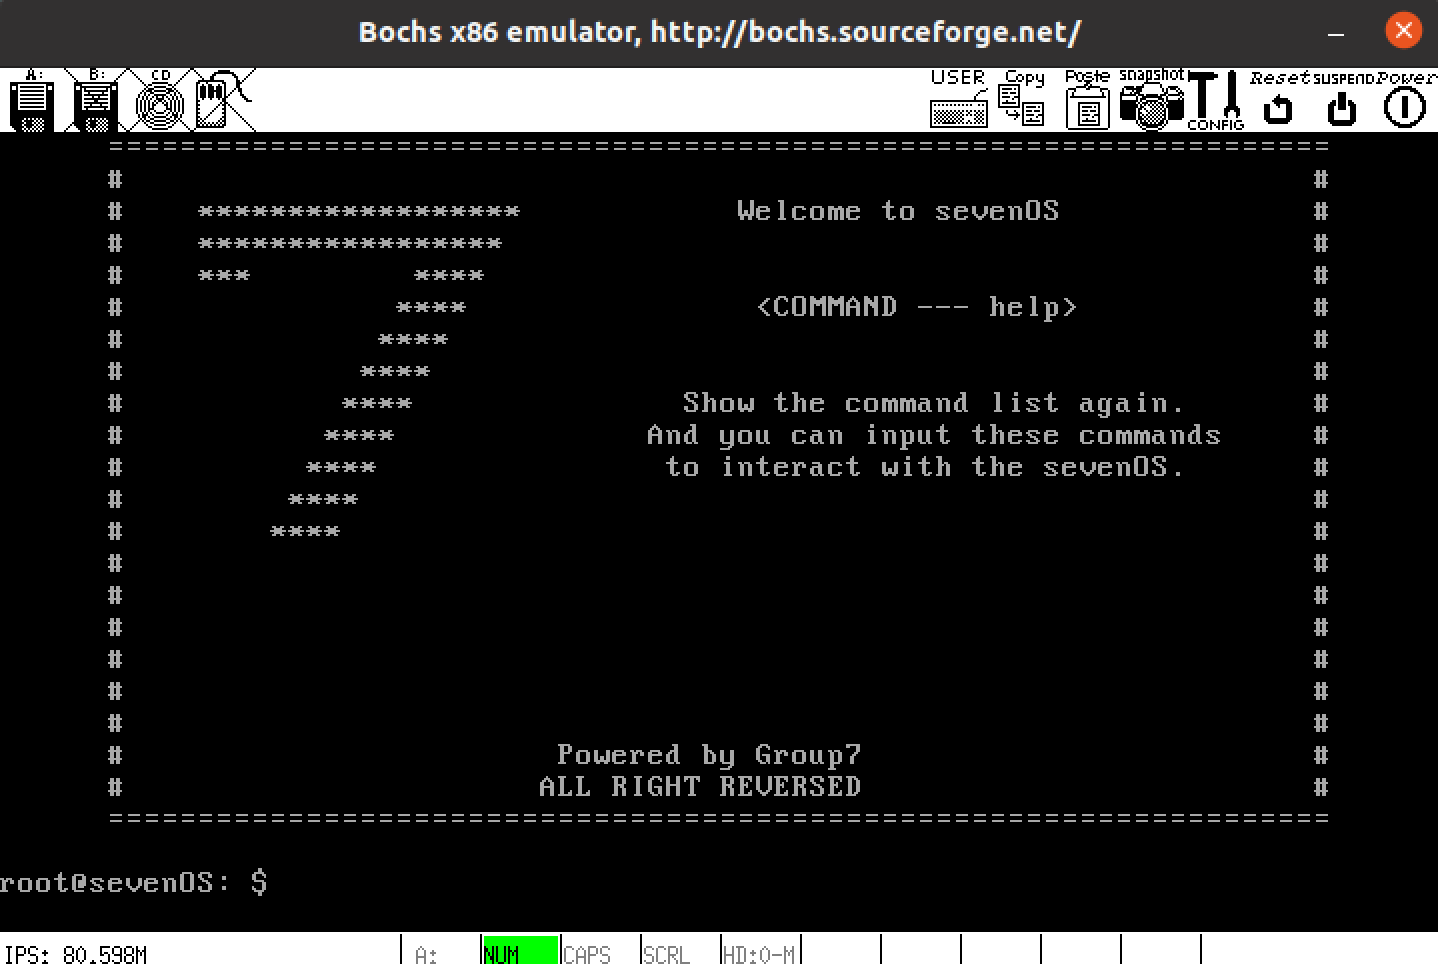 Bochs x86 emulator, http://bochs.sourceforge.net/
A: B: CD USER Copy Paste snapshot CONFIG Reset SUSPEND Power
====================================================================
# #
# ****************** Welcome to sevenOS #
# ***************** #
# *** **** #
# **** <COMMAND --- help> #
# **** #
# **** #
# **** Show the command list again. #
# **** And you can input these commands #
# **** to interact with the sevenOS. #
# **** #
# **** #
# #
# #
# #
# #
# #
# #
# Powered by Group7 #
# ALL RIGHT REVERSED #
====================================================================
root@sevenOS: $
IPS: 80.598M A: NUM CAPS SCRL HD:0-M